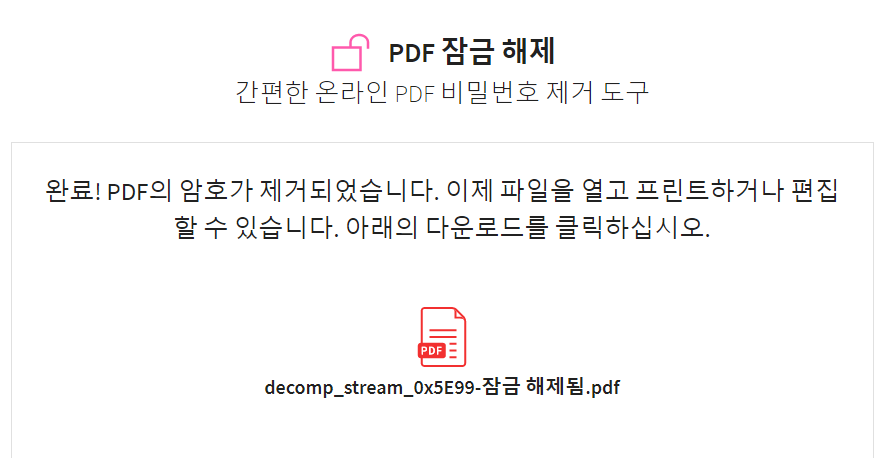 PDF 잠금 해제
간편한 온라인 PDF 비밀번호 제거 도구
완료! PDF의 암호가 제거되었습니다. 이제 파일을 열고 프린트하거나 편집
할 수 있습니다. 아래의 다운로드를 클릭하십시오.
PDF
decomp_stream_0x5E99-잠금 해제됨.pdf